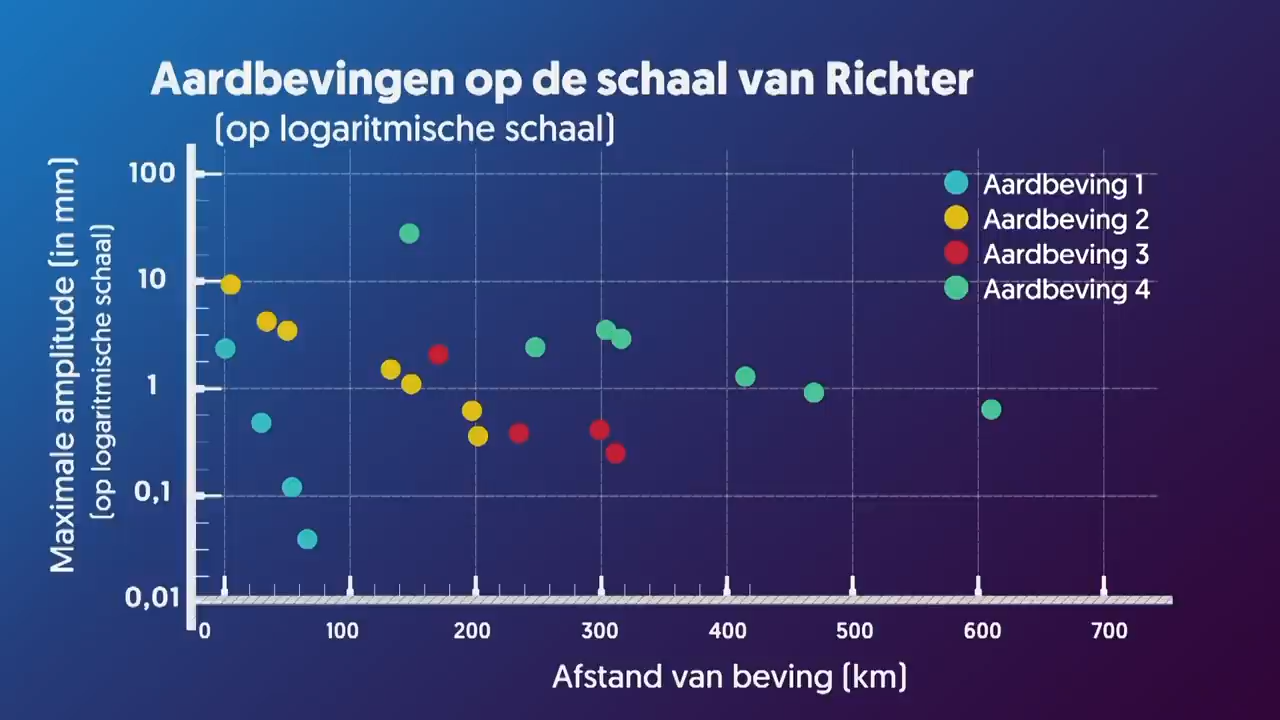 Aardbevingen op de schaal van Richter
(op logaritmische schaal)
Maximale amplitude (in mm)
(op logaritmische schaal)
100
10
1
0,1
0,01
Aardbeving 1
Aardbeving 2
Aardbeving 3
Aardbeving 4
0 100 200 300 400 500 600 700
Afstand van beving (km)